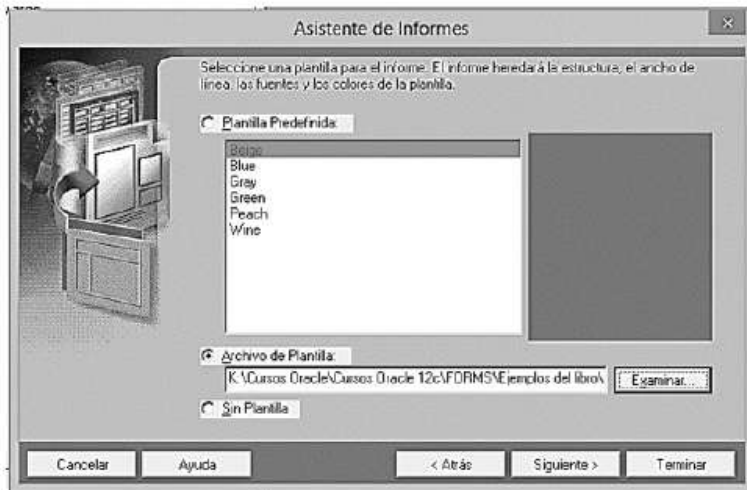 Asistente de Informes
Seleccione una plantilla para el informe. El informe heredará la estructura, el ancho de
línea, las fuentes y los colores de la plantilla.
Plantilla Predefinida:
Beige
Blue
Gray
Green
Peach
Wine
Archivo de Plantilla:
K:\Cursos Oracle\Cursos Oracle 12c\FORMS\Ejemplos del libro\
Examinar...
Sin Plantilla
Cancelar
Ayuda
< Atrás
Siguiente >
Terminar